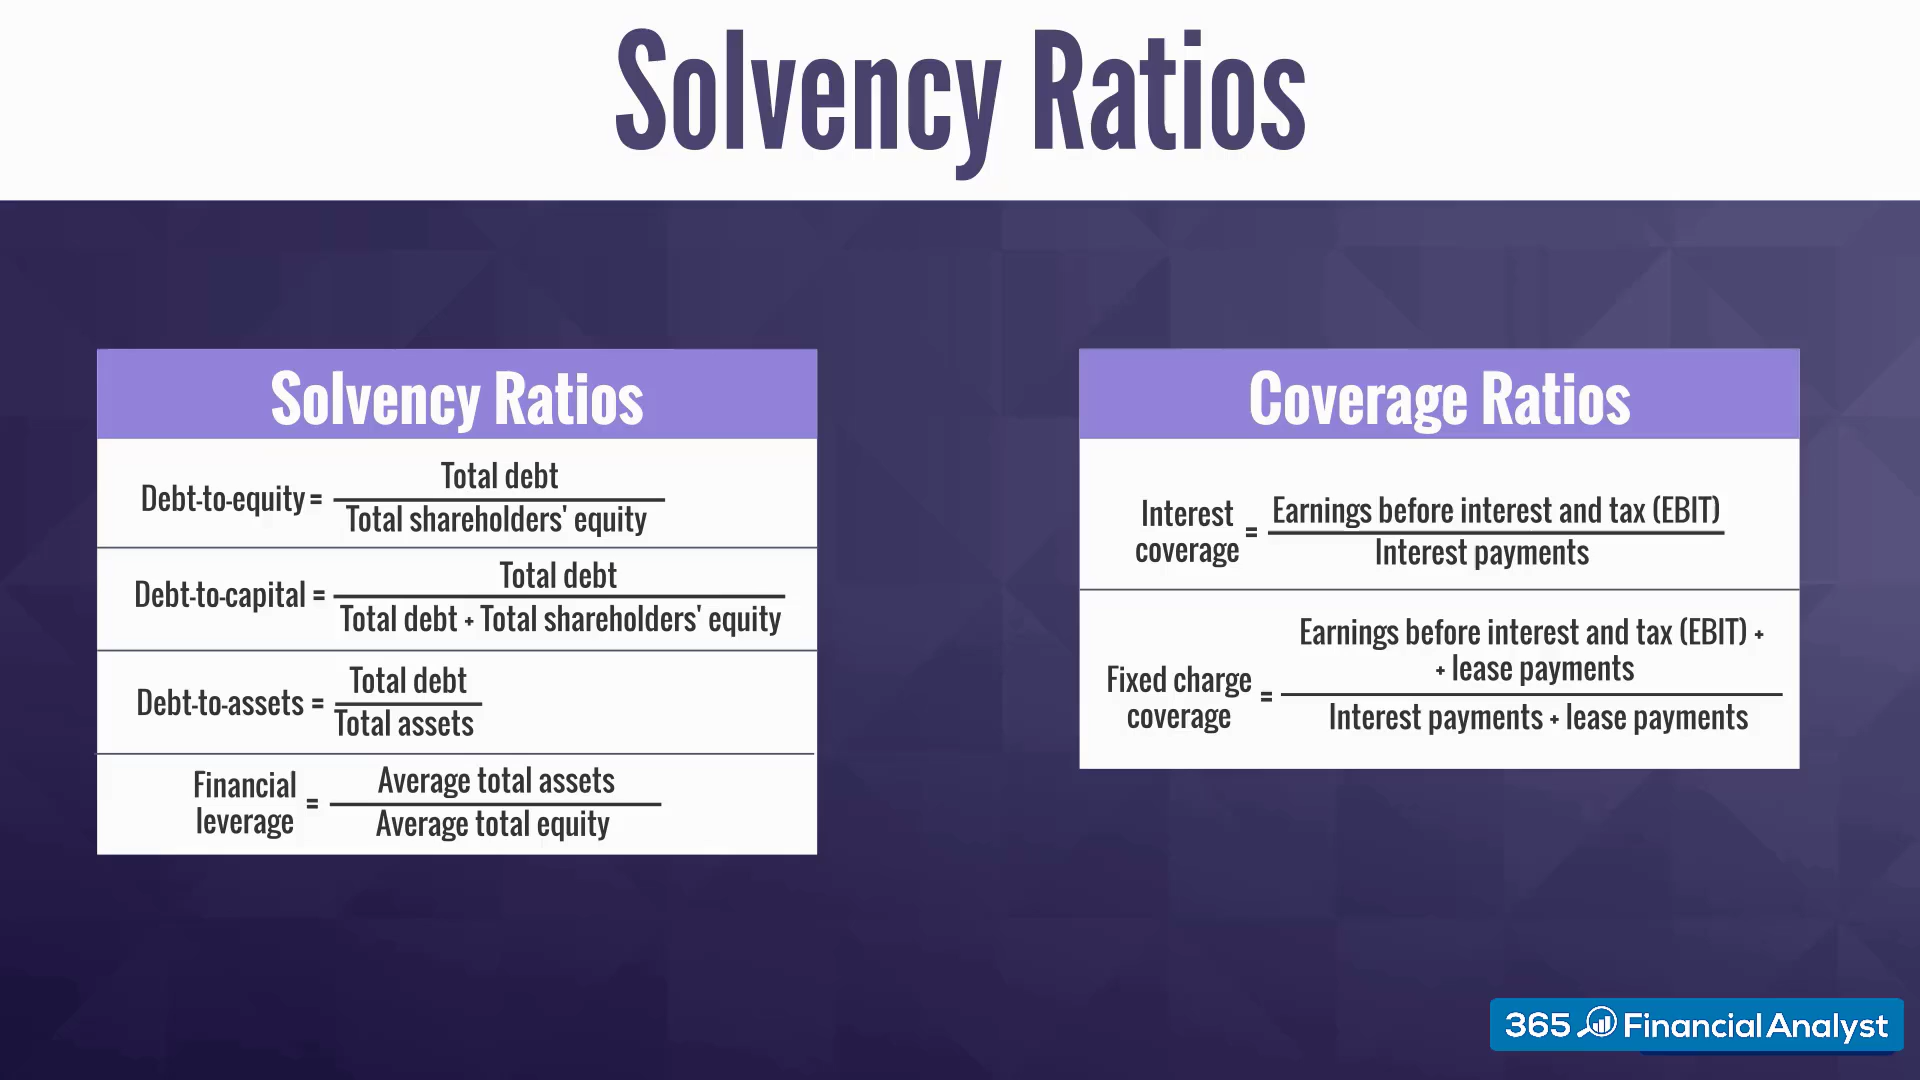 Solvency Ratios
Solvency Ratios
Debt-to-equity =
Total debt
Total shareholders' equity
Debt-to-capital =
Total debt
Total debt + Total shareholders' equity
Debt-to-assets =
Total debt
Total assets
Financial
leverage
=
Average total assets
Average total equity
Coverage Ratios
Interest
coverage
=
Earnings before interest and tax (EBIT)
Interest payments
Fixed charge
coverage
=
Earnings before interest and tax (EBIT) +
+ lease payments
Interest payments + lease payments
365 Financial Analyst